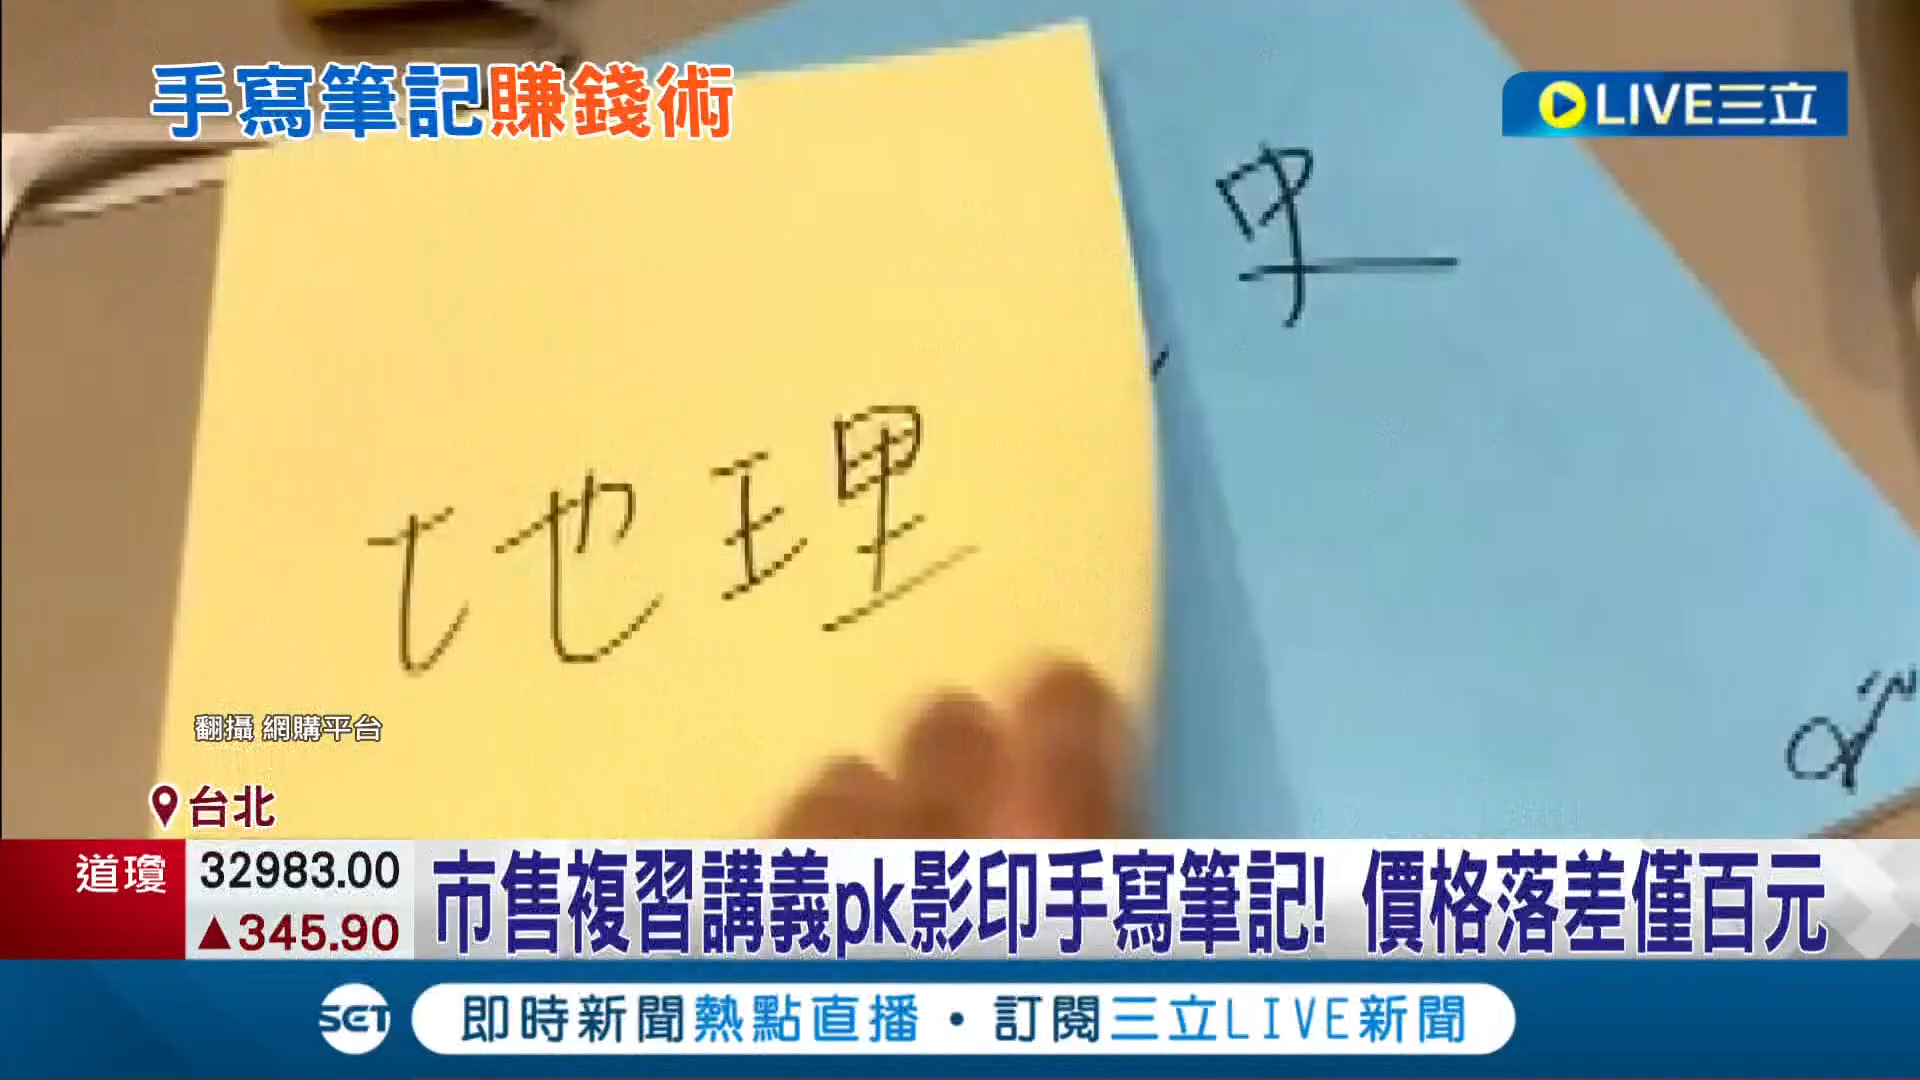 手寫筆記賺錢術
LIVE三立
史
地理
翻攝 網購平台
台北
道瓊
32983.00
▲345.90
市售複習講義pk影印手寫筆記! 價格落差僅百元
SET
即時新聞熱點直播·訂閱三立LIVE新聞